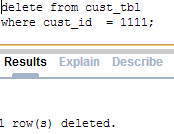 delete from cust_tbl
where cust_id  = 1111;
Results Explain Describe
1 row(s) deleted.